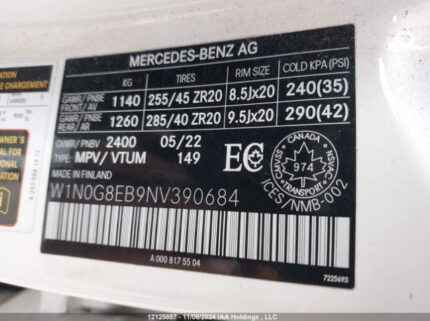 MERCEDES-BENZ AG
KG TIRES RIM SIZE COLD KPA(PSI)
GAWR/PNBE FRONT/AV 1140 255/45 ZR20 8.5Jx20 240(35)
GAWR/PNBE REAR/AR 1260 285/40 ZR20 9.5Jx20 290(42)
GVWR/PNBV 2400 05/22
TYPE: MPV/VTUM 149
EC
CANADA
974
TRANSPORT
ICES/NMB-002
MADE IN FINLAND
W1N0G8EB9NV390684
A 000 817 55 04
7225693
12125857 - 11/06/2024 IAA Holdings , LLC